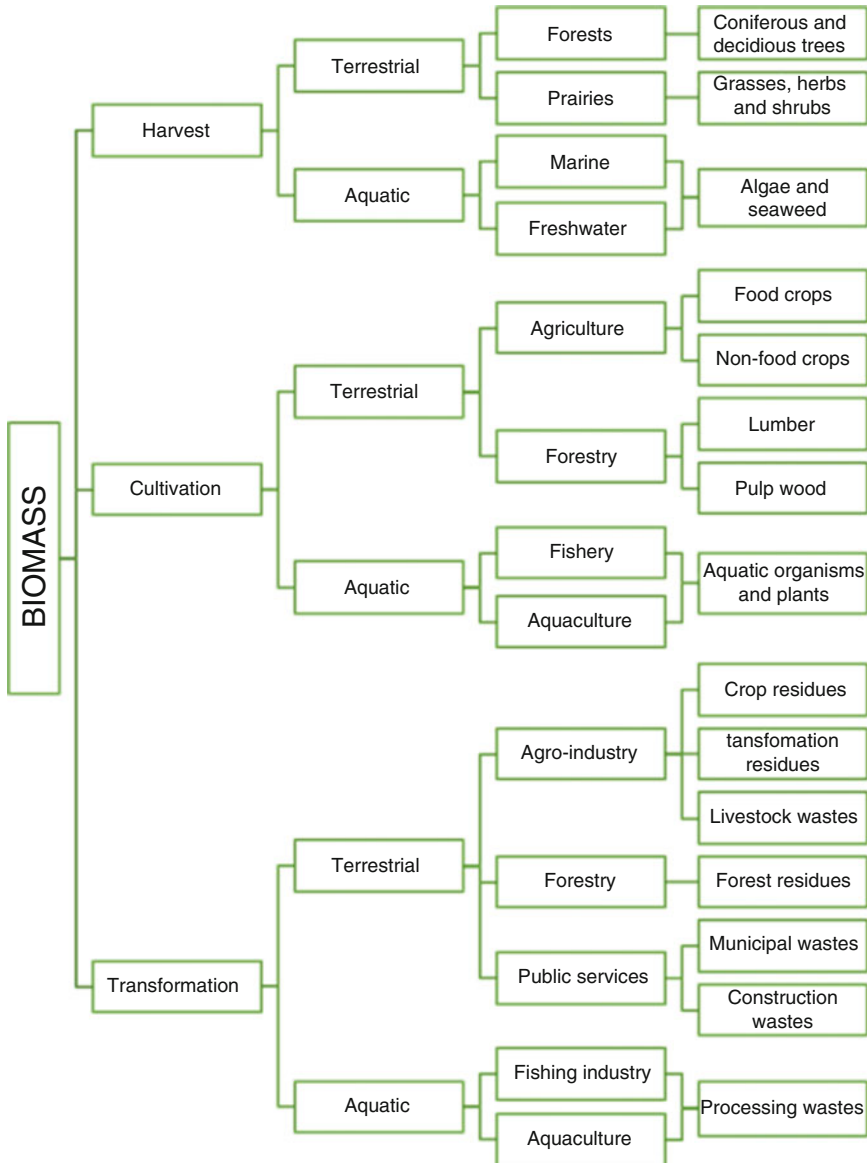 BIOMASS
Harvest
Terrestrial
Forests
Coniferous and
decidious trees
Prairies
Grasses, herbs
and shrubs
Aquatic
Marine
Freshwater
Algae and
seaweed
Cultivation
Terrestrial
Agriculture
Food crops
Non-food crops
Forestry
Lumber
Pulp wood
Aquatic
Fishery
Aquaculture
Aquatic organisms
and plants
Transformation
Terrestrial
Agro-industry
Crop residues
tansfomation
residues
Livestock wastes
Forestry
Forest residues
Public services
Municipal wastes
Construction
wastes
Aquatic
Fishing industry
Aquaculture
Processing wastes